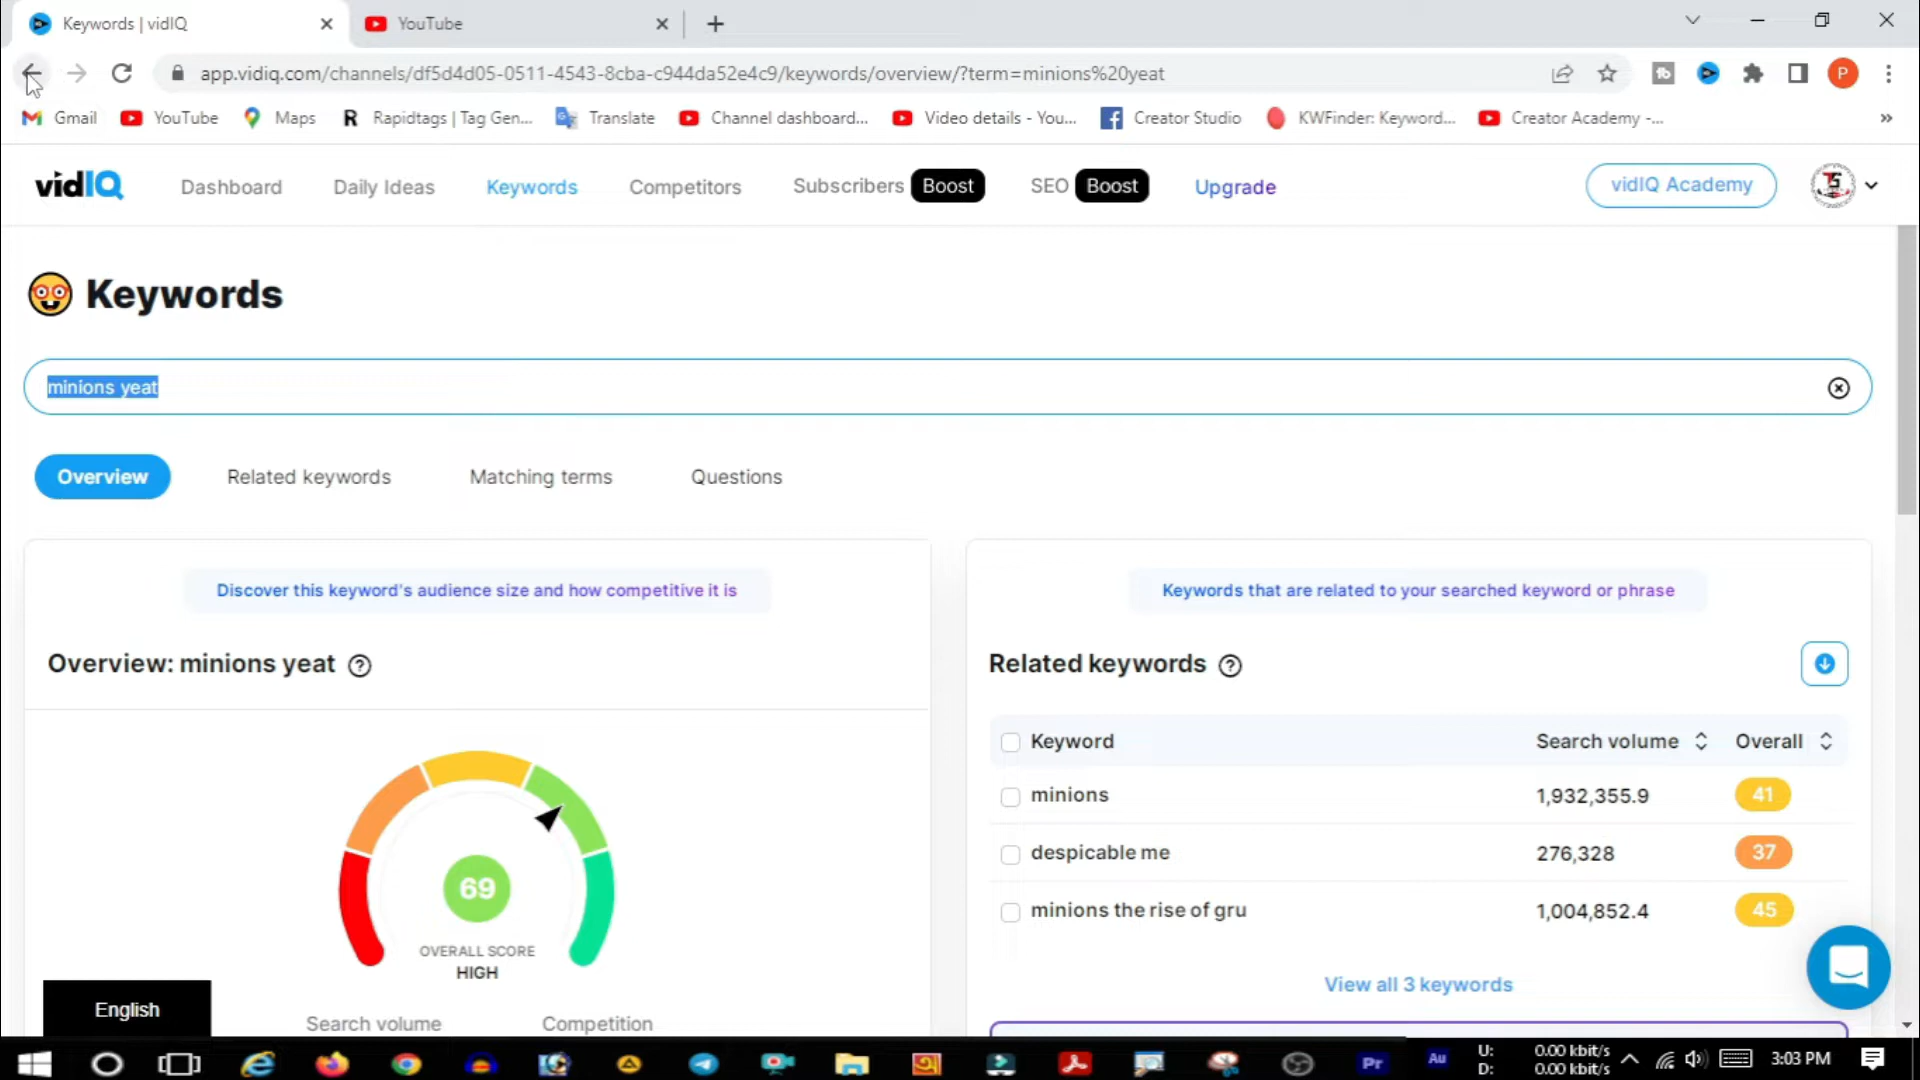 Keywords | vidIQ
YouTube
app.vidiq.com/channels/df5d4d05-0511-4543-8cba-c944da52e4c9/keywords/overview/?term=minions%20yeat
P
Gmail YouTube Maps Rapidtags | Tag Gen... Translate Channel dashboard... Video details - You... Creator Studio KWFinder: Keyword... Creator Academy -... »
vidIQ Dashboard Daily Ideas Keywords Competitors Subscribers Boost SEO Boost Upgrade vidIQ Academy
Keywords
minions yeat
Overview Related keywords Matching terms Questions
Discover this keyword's audience size and how competitive it is
Overview: minions yeat ?
69
OVERALL SCORE
HIGH
Search volume Competition
Keywords that are related to your searched keyword or phrase
Related keywords ?
Keyword Search volume Overall
minions 1,932,355.9 41
despicable me 276,328 37
minions the rise of gru 1,004,852.4 45
View all 3 keywords
English
Pr Au
U: 0.00 kbit/s
D: 0.00 kbit/s
3:03 PM